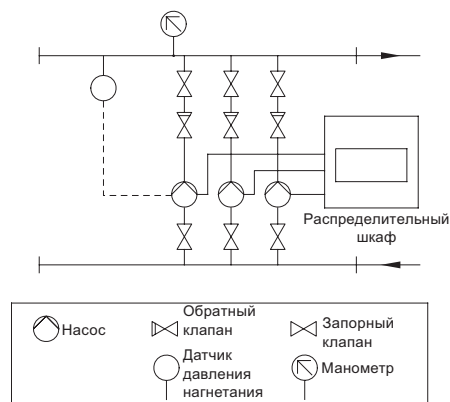 Распределительный
шкаф
Насос
Обратный
клапан
Запорный
клапан
Датчик
давления
нагнетания
Манометр